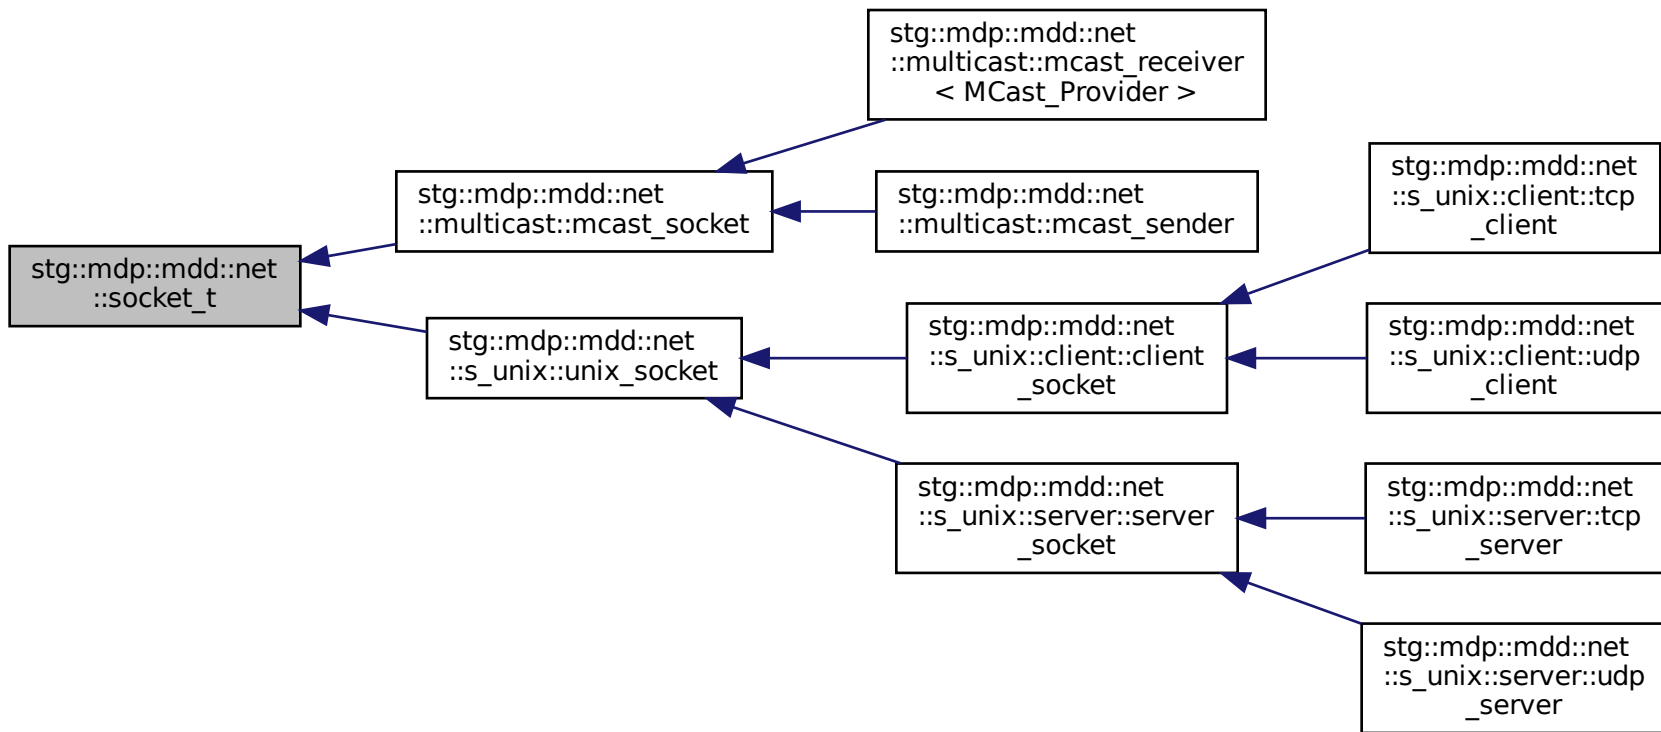 stg::mdp::mdd::net
::socket_t
stg::mdp::mdd::net
::multicast::mcast_socket
stg::mdp::mdd::net
::s_unix::unix_socket
stg::mdp::mdd::net
::multicast::mcast_receiver
< MCast_Provider >
stg::mdp::mdd::net
::multicast::mcast_sender
stg::mdp::mdd::net
::s_unix::client::client
_socket
stg::mdp::mdd::net
::s_unix::server::server
_socket
stg::mdp::mdd::net
::s_unix::client::tcp
_client
stg::mdp::mdd::net
::s_unix::client::udp
_client
stg::mdp::mdd::net
::s_unix::server::tcp
_server
stg::mdp::mdd::net
::s_unix::server::udp
_server